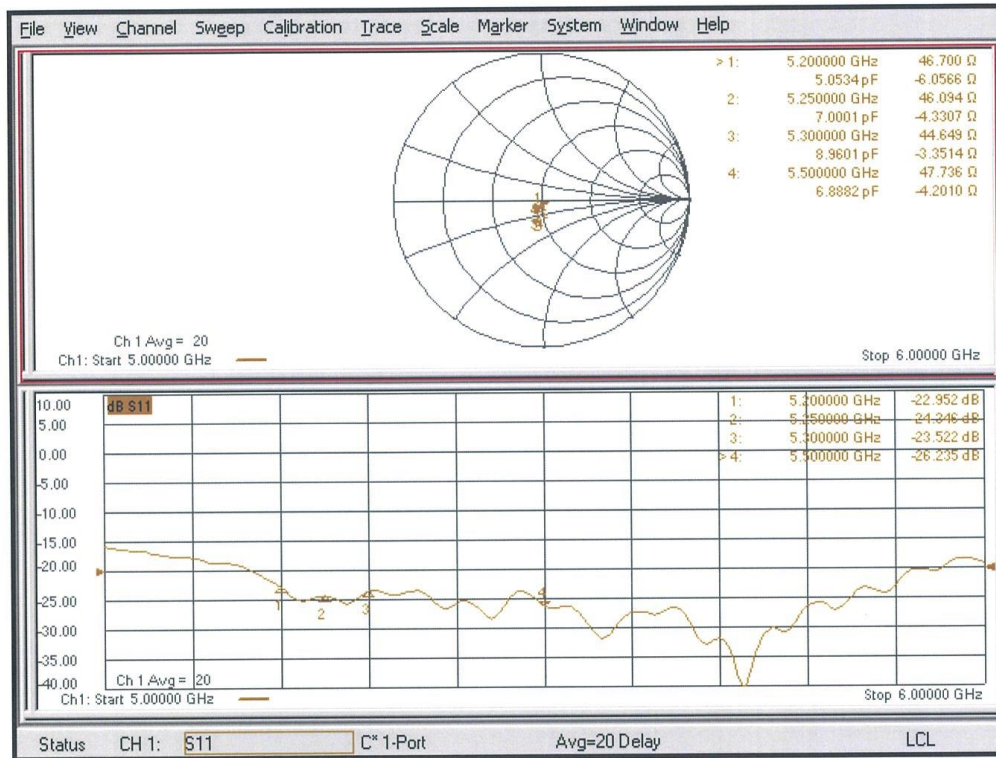 File View Channel Sweep Calibration Trace Scale Marker System Window Help
> 1: 5.200000 GHz 46.700 Ω
5.0534 pF -6.0566 Ω
2: 5.250000 GHz 46.094 Ω
7.0001 pF -4.3307 Ω
3: 5.300000 GHz 44.649 Ω
8.9601 pF -3.3514 Ω
4: 5.500000 GHz 47.736 Ω
6.8882 pF -4.2010 Ω
1
Ch 1 Avg = 20
Ch1: Start 5.00000 GHz
Stop 6.00000 GHz
10.00
dB S11
5.00
0.00
-5.00
-10.00
-15.00
-20.00
-25.00
-30.00
-35.00
-40.00
1: 5.200000 GHz -22.952 dB
2: 5.250000 GHz -24.346 dB
3: 5.300000 GHz -23.522 dB
> 4: 5.500000 GHz -26.235 dB
1
2
3
4
Ch 1 Avg = 20
Ch1: Start 5.00000 GHz
Stop 6.00000 GHz
Status CH 1: S11 C* 1-Port Avg=20 Delay LCL